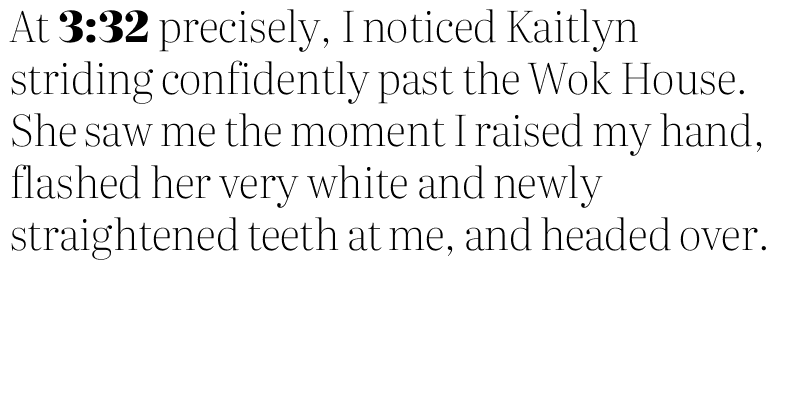 At 3:32 precisely, I noticed Kaitlyn
striding confidently past the Wok House.
She saw me the moment I raised my hand,
flashed her very white and newly
straightened teeth at me, and headed over.